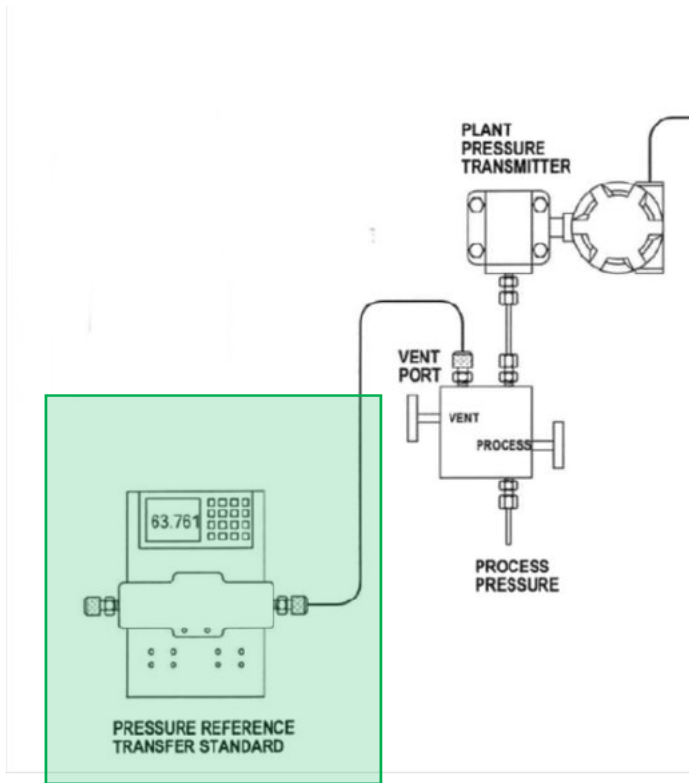 PLANT
PRESSURE
TRANSMITTER
VENT
PORT
VENT
PROCESS
63.761
PROCESS
PRESSURE
PRESSURE REFERENCE
TRANSFER STANDARD